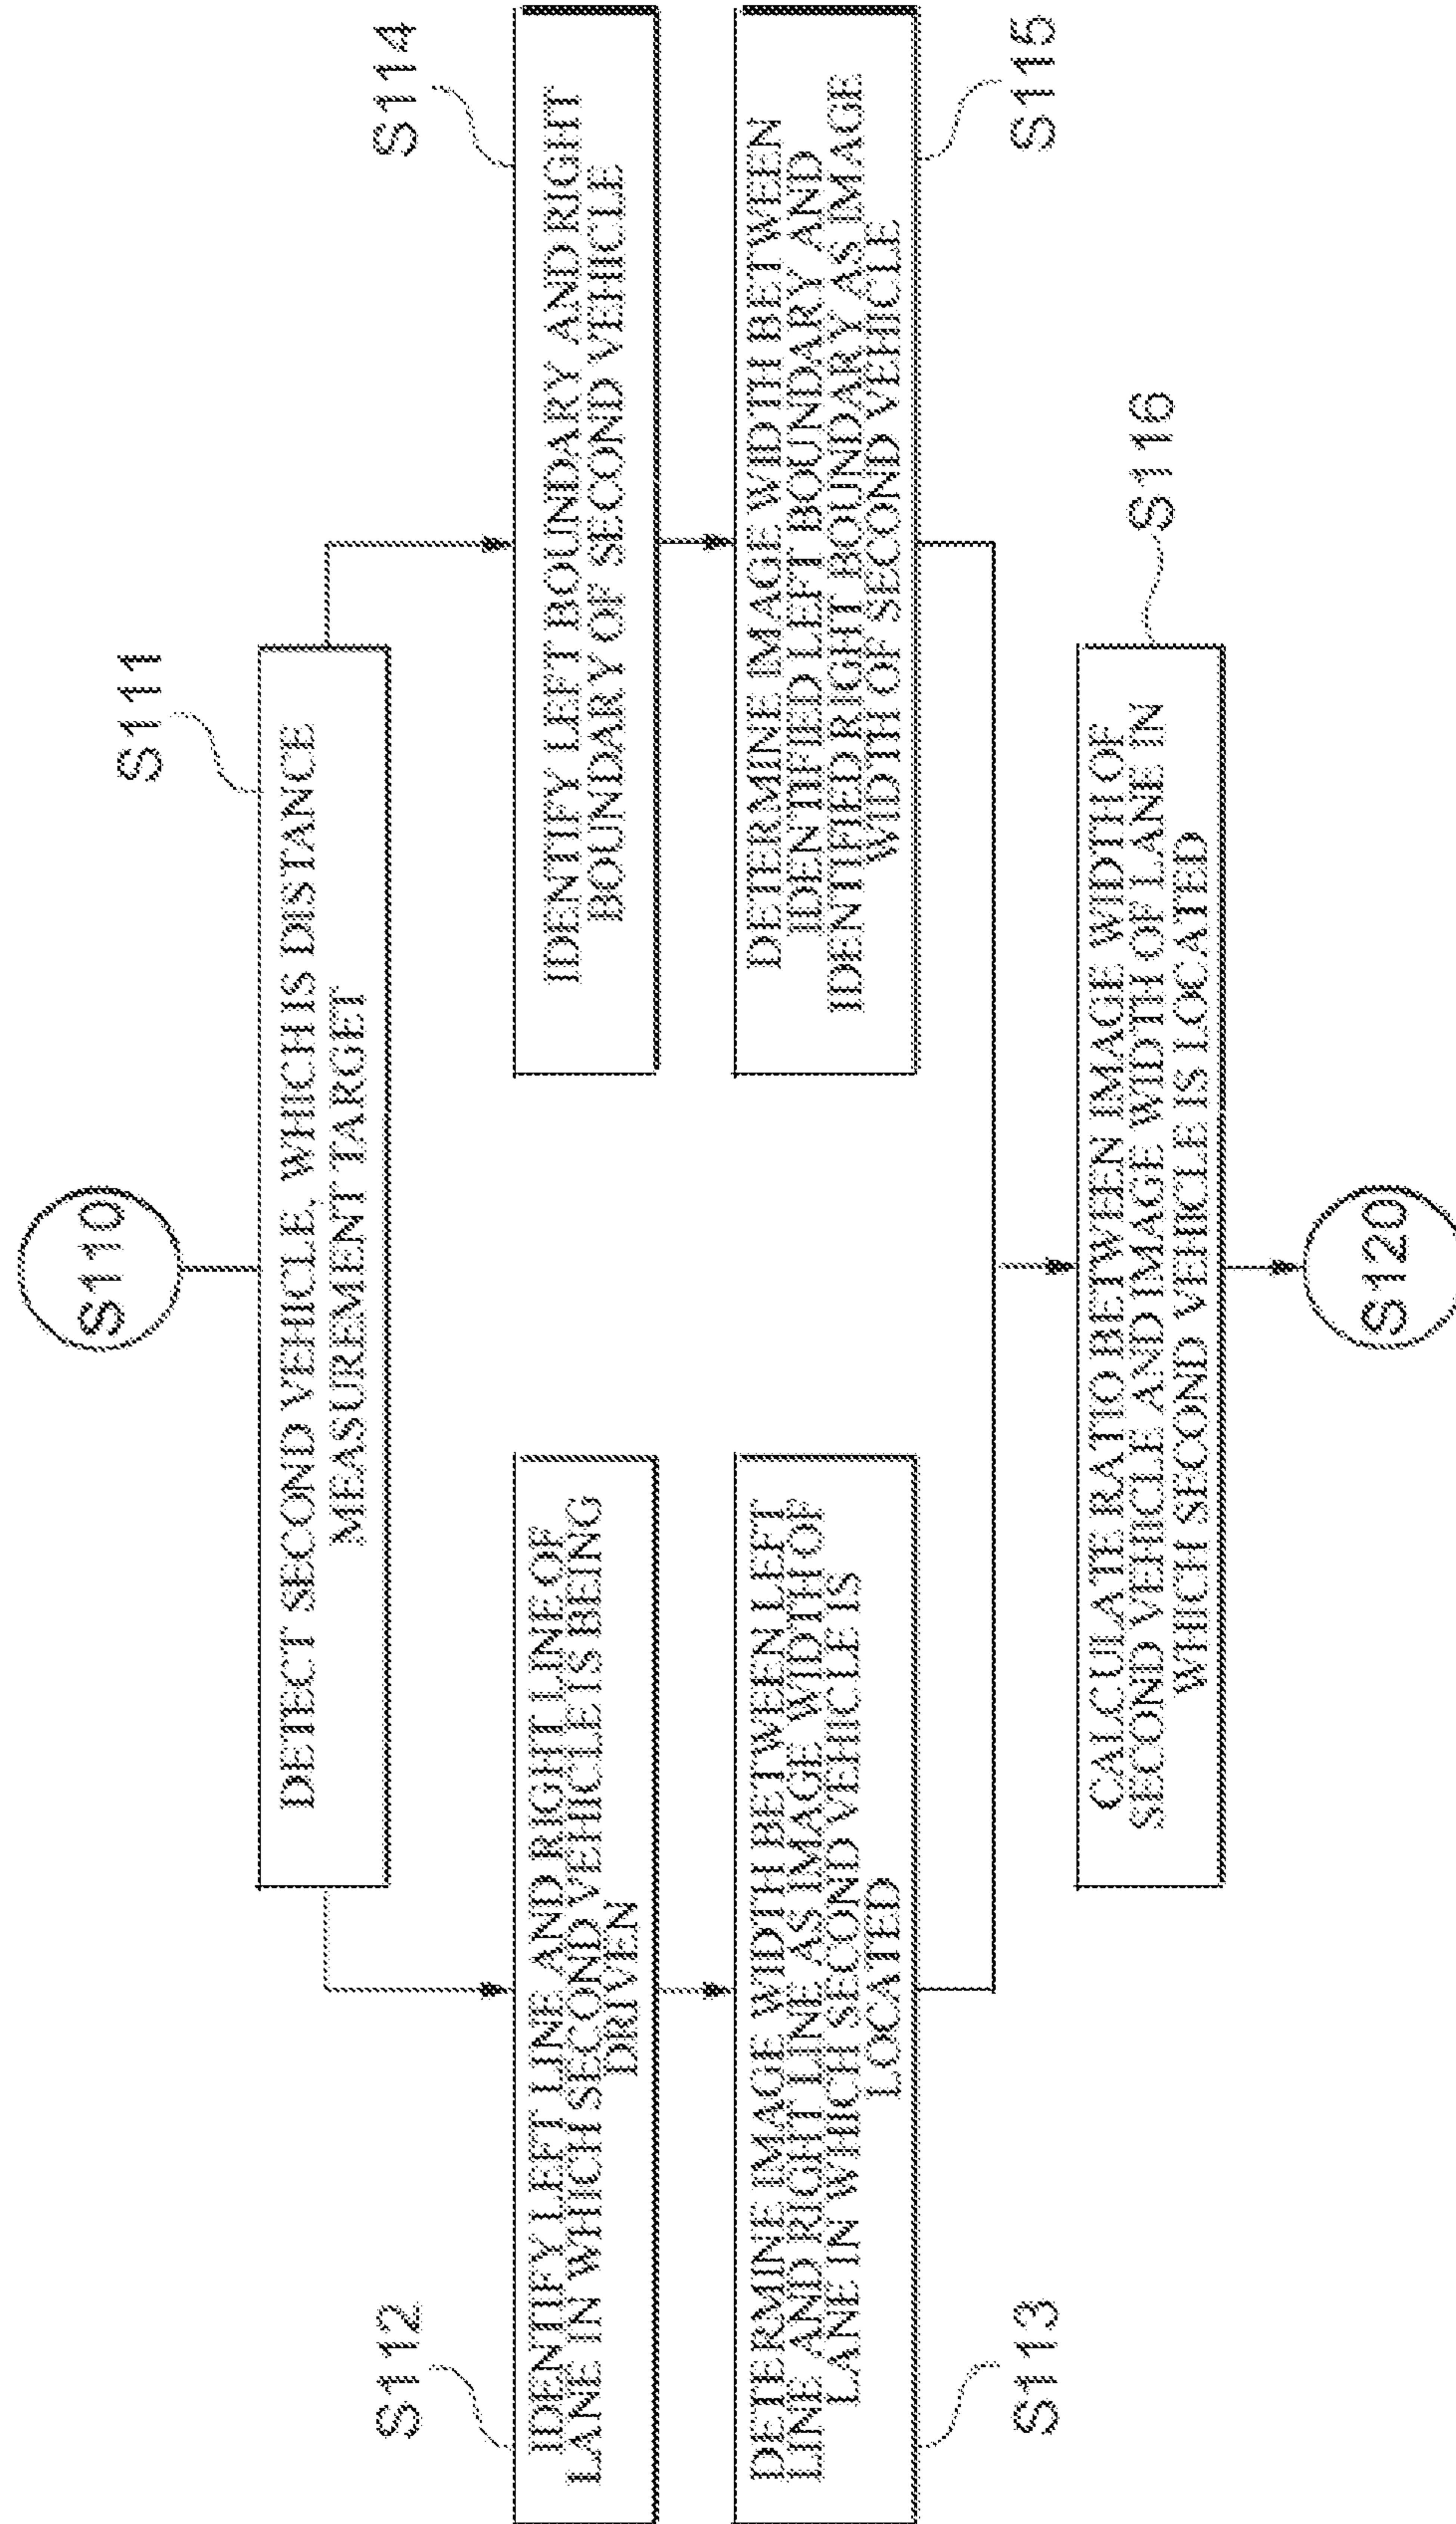 S110
S111
DETECT SECOND VEHICLE, WHICH IS DISTANCE
MEASUREMENT TARGET
S112
IDENTIFY LEFT LINE AND RIGHT LINE OF
LANE IN WHICH SECOND VEHICLE IS BEING
DRIVEN
S114
IDENTIFY LEFT BOUNDARY AND RIGHT
BOUNDARY OF SECOND VEHICLE
DETERMINE IMAGE WIDTH BETWEEN LEFT
LINE AND RIGHT LINE AS IMAGE WIDTH OF
LANE IN WHICH SECOND VEHICLE IS
LOCATED
S113
DETERMINE IMAGE WIDTH BETWEEN
IDENTIFIED LEFT BOUNDARY AND
IDENTIFIED RIGHT BOUNDARY AS IMAGE
WIDTH OF SECOND VEHICLE
S115
S116
CALCULATE RATIO BETWEEN IMAGE WIDTH OF
SECOND VEHICLE AND IMAGE WIDTH OF LANE IN
WHICH SECOND VEHICLE IS LOCATED
S120